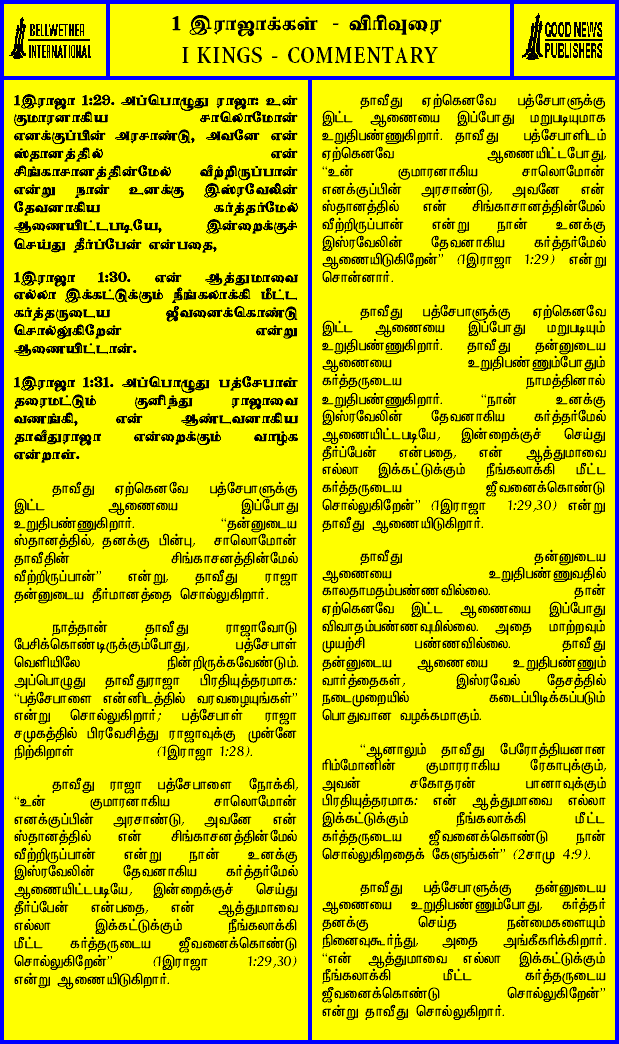 BELLWETHER
INTERNATIONAL
1 இராஜாக்கள் - விரிவுரை
I KINGS - COMMENTARY
GOOD NEWS
PUBLISHERS
1இராஜா 1:29. அப்பொழுது ராஜா: உன்
குமாரனாகிய சாலொமோன்
எனக்குப்பின் அரசாண்டு, அவனே என்
ஸ்தானத்தில் என்
சிங்காசானத்தின்மேல் வீற்றிருப்பான்
என்று நான் உனக்கு இஸ்ரவேலின்
தேவனாகிய கர்த்தர்மேல்
ஆணையிட்டபடியே, இன்றைக்குச்
செய்து தீர்ப்பேன் என்பதை,
1இராஜா 1:30. என் ஆத்துமாவை
எல்லா இக்கட்டுக்கும் நீங்கலாக்கி மீட்ட
கர்த்தருடைய ஜீவனைக்கொண்டு
சொல்லுகிறேன் என்று
ஆணையிட்டான்.
1இராஜா 1:31. அப்பொழுது பத்சேபாள்
தரைமட்டும் குனிந்து ராஜாவை
வணங்கி, என் ஆண்டவனாகிய
தாவீதுராஜா என்றைக்கும் வாழ்க
என்றாள்.
தாவீது ஏற்கெனவே பத்சேபாளுக்கு
இட்ட ஆணையை இப்போது
உறுதிபண்ணுகிறார். “தன்னுடைய
ஸ்தானத்தில், தனக்கு பின்பு, சாலொமோன்
தாவீதின் சிங்காசனத்தின்மேல்
வீற்றிருப்பான்” என்று, தாவீது ராஜா
தன்னுடைய தீர்மானத்தை சொல்லுகிறார்.
நாத்தான் தாவீது ராஜாவோடு
பேசிக்கொண்டிருக்கும்போது, பத்சேபாள்
வெளியிலே நின்றிருக்கவேண்டும்.
அப்பொழுது தாவீதுராஜா பிரதியுத்தரமாக:
“பத்சேபாளை என்னிடத்தில் வரவழையுங்கள்”
என்று சொல்லுகிறார்; பத்சேபாள் ராஜா
சமுகத்தில் பிரவேசித்து ராஜாவுக்கு முன்னே
நிற்கிறாள் (1இராஜா 1:28).
தாவீது ராஜா பத்சேபாளை நோக்கி,
“உன் குமாரனாகிய சாலொமோன்
எனக்குப்பின் அரசாண்டு, அவனே என்
ஸ்தானத்தில் என் சிங்காசனத்தின்மேல்
வீற்றிருப்பான் என்று நான் உனக்கு
இஸ்ரவேலின் தேவனாகிய கர்த்தர்மேல்
ஆணையிட்டபடியே, இன்றைக்குச் செய்து
தீர்ப்பேன் என்பதை, என் ஆத்துமாவை
எல்லா இக்கட்டுக்கும் நீங்கலாக்கி
மீட்ட கர்த்தருடைய ஜீவனைக்கொண்டு
சொல்லுகிறேன்” (1இராஜா 1:29,30)
என்று ஆணையிடுகிறார்.
தாவீது ஏற்கெனவே பத்சேபாளுக்கு
இட்ட ஆணையை இப்போது மறுபடியுமாக
உறுதிபண்ணுகிறார். தாவீது பத்சேபாளிடம்
ஏற்கெனவே ஆணையிட்டபோது,
“உன் குமாரனாகிய சாலொமோன்
எனக்குப்பின் அரசாண்டு, அவனே என்
ஸ்தானத்தில் என் சிங்காசனத்தின்மேல்
வீற்றிருப்பான் என்று நான் உனக்கு
இஸ்ரவேலின் தேவனாகிய கர்த்தர்மேல்
ஆணையிடுகிறேன்” (1இராஜா 1:29) என்று
சொன்னார்.
தாவீது பத்சேபாளுக்கு ஏற்கெனவே
இட்ட ஆணையை இப்போது மறுபடியும்
உறுதிபண்ணுகிறார். தாவீது தன்னுடைய
ஆணையை உறுதிபண்ணும்போதும்
கர்த்தருடைய நாமத்தினால்
உறுதிபண்ணுகிறார். “நான் உனக்கு
இஸ்ரவேலின் தேவனாகிய கர்த்தர்மேல்
ஆணையிட்டபடியே, இன்றைக்குச் செய்து
தீர்ப்பேன் என்பதை, என் ஆத்துமாவை
எல்லா இக்கட்டுக்கும் நீங்கலாக்கி மீட்ட
கர்த்தருடைய ஜீவனைக்கொண்டு
சொல்லுகிறேன்” (1இராஜா 1:29,30) என்று
தாவீது ஆணையிடுகிறார்.
தாவீது தன்னுடைய
ஆணையை உறுதிபண்ணுவதில்
காலதாமதம்பண்ணவில்லை. தான்
ஏற்கெனவே இட்ட ஆணையை இப்போது
விவாதம்பண்ணவுமில்லை. அதை மாற்றவும்
முயற்சி பண்ணவில்லை. தாவீது
தன்னுடைய ஆணையை உறுதிபண்ணும்
வார்த்தைகள், இஸ்ரவேல் தேசத்தில்
நடைமுறையில் கடைப்பிடிக்கப்படும்
பொதுவான வழக்கமாகும்.
“ஆனாலும் தாவீது பேரோத்தியனான
ரிம்மோனின் குமாரராகிய ரேகாபுக்கும்,
அவன் சகோதரன் பானாவுக்கும்
பிரதியுத்தரமாக: என் ஆத்துமாவை எல்லா
இக்கட்டுக்கும் நீங்கலாக்கி மீட்ட
கர்த்தருடைய ஜீவனைக்கொண்டு நான்
சொல்லுகிறதைக் கேளுங்கள்” (2சாமு 4:9).
தாவீது பத்சேபாளுக்கு தன்னுடைய
ஆணையை உறுதிபண்ணும்போது, கர்த்தர்
தனக்கு செய்த நன்மைகளையும்
நினைவுகூர்ந்து, அதை அங்கீகரிக்கிறார்.
“என் ஆத்துமாவை எல்லா இக்கட்டுக்கும்
நீங்கலாக்கி மீட்ட கர்த்தருடைய
ஜீவனைக்கொண்டு சொல்லுகிறேன்”
என்று தாவீது சொல்லுகிறார்.